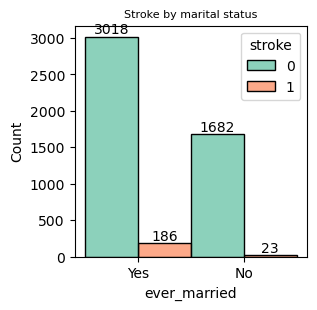 Stroke by marital status
stroke
0
1
3018
186
1682
23
3000
2500
2000
1500
1000
500
0
Count
Yes
No
ever_married